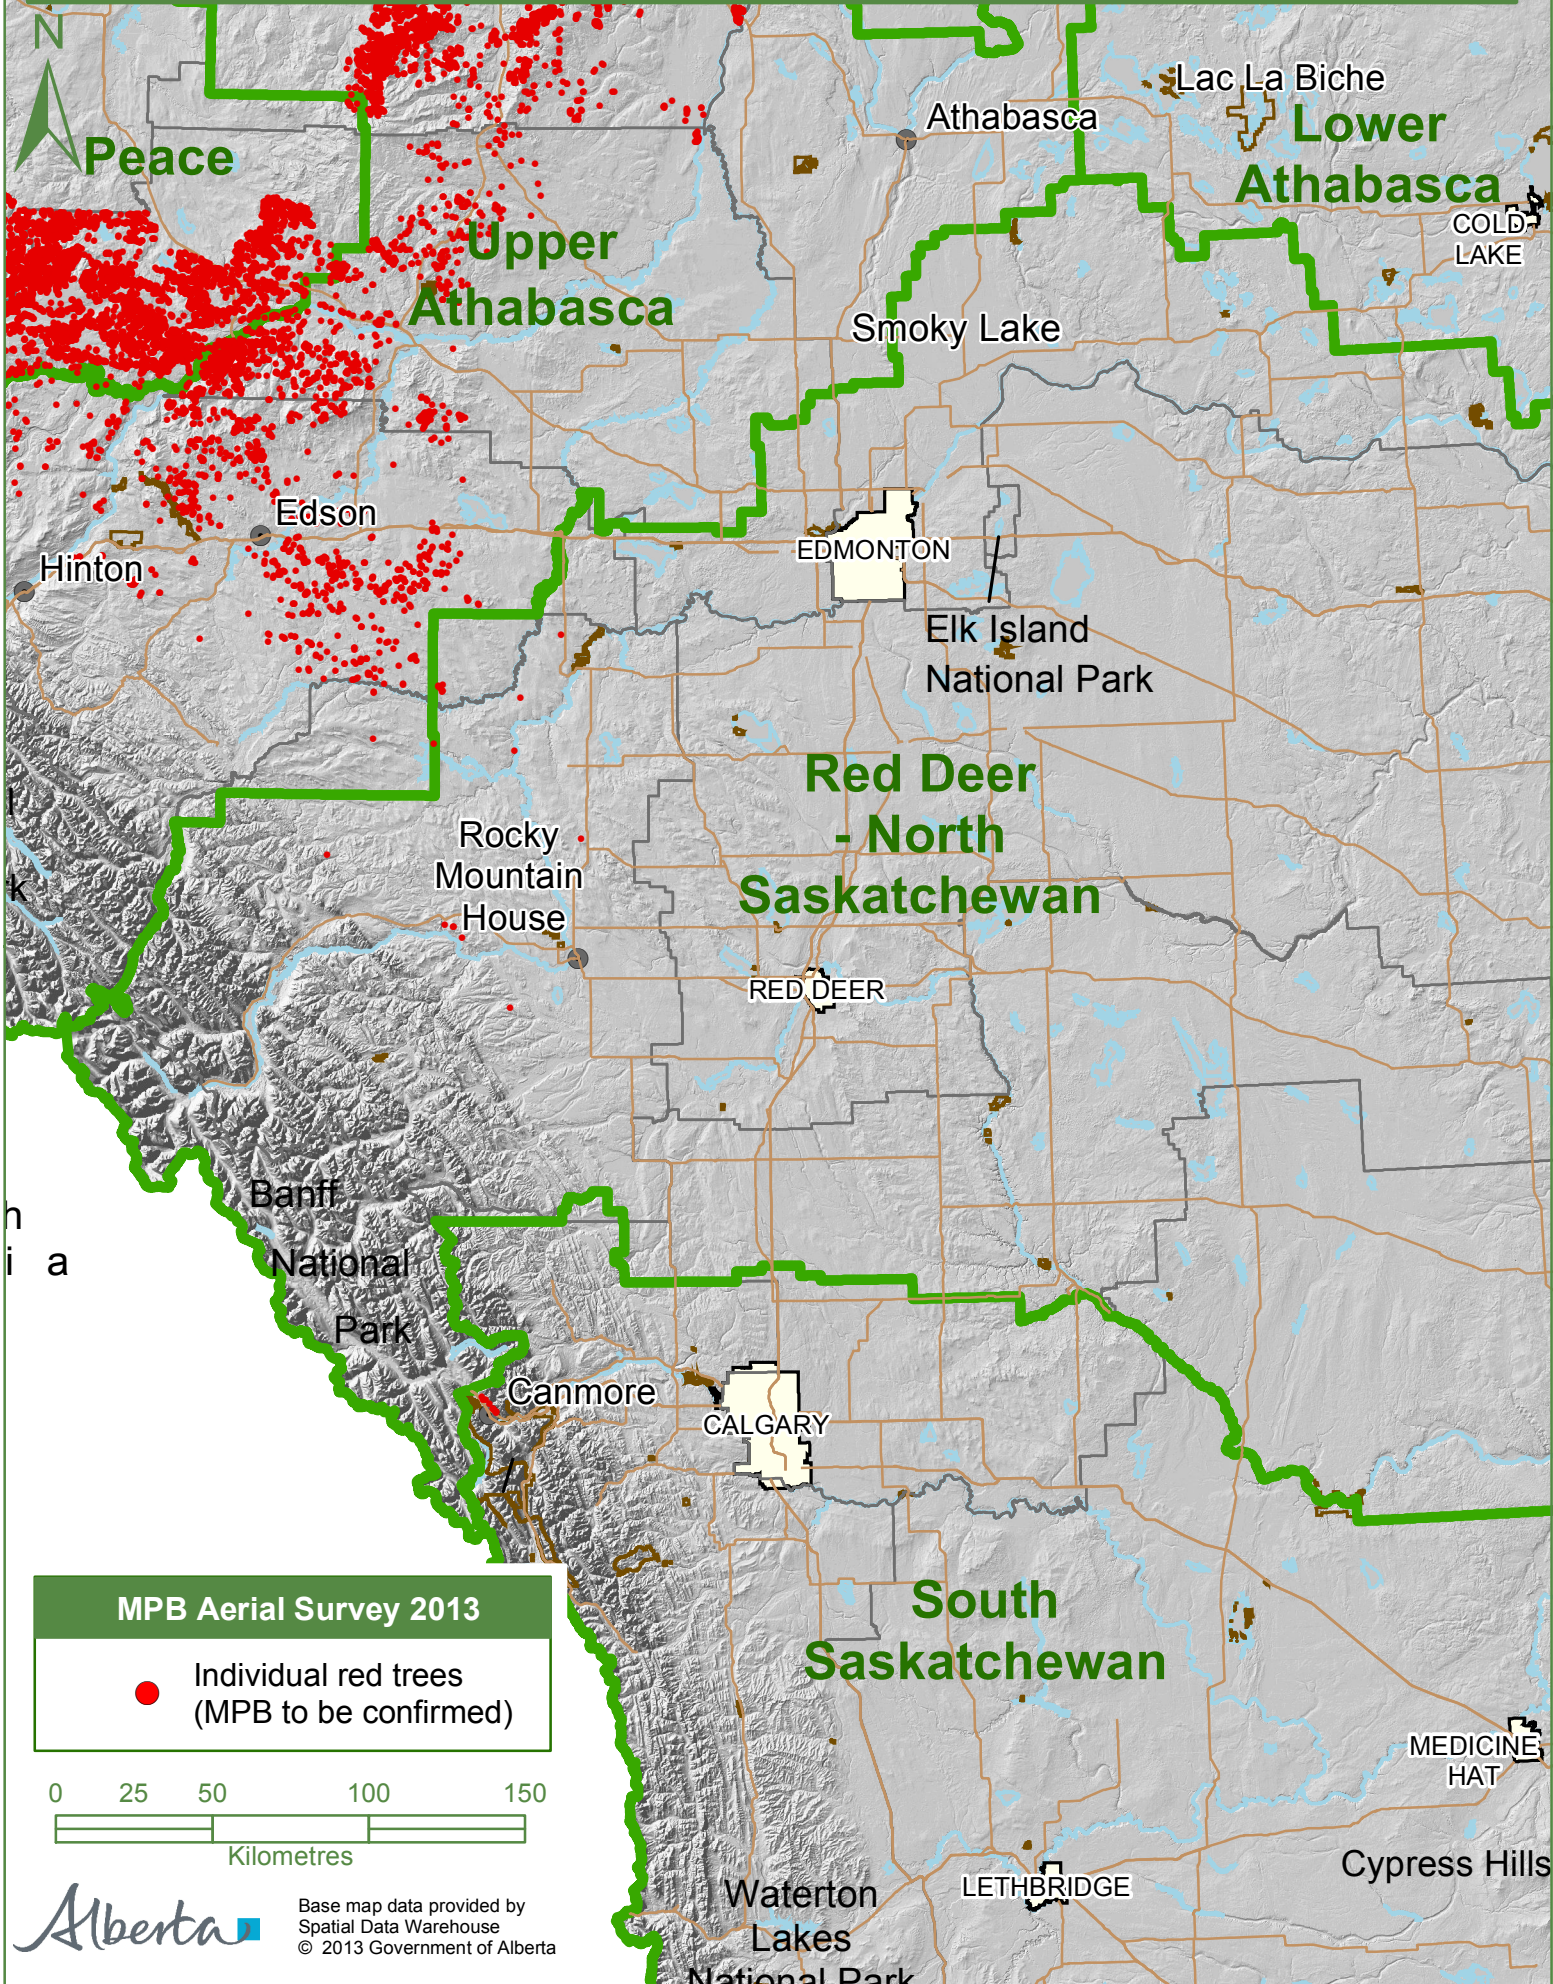 N
Lac La Biche
Athabasca
Lower
Athabasca
Peace
COLD
LAKE
Upper
Athabasca
Smoky Lake
Edson
EDMONTON
Hinton
Elk Island
National Park
Red Deer
- North
Saskatchewan
l
k
Rocky
Mountain
House
RED DEER
Banff
National
Park
h
i a
Canmore
CALGARY
South
Saskatchewan
MPB Aerial Survey 2013
Individual red trees
(MPB to be confirmed)
MEDICINE
HAT
0 25 50 100 150
Kilometres
Cypress Hills
LETHBRIDGE
Waterton
Lakes
National Park
Alberta
Base map data provided by
Spatial Data Warehouse
© 2013 Government of Alberta